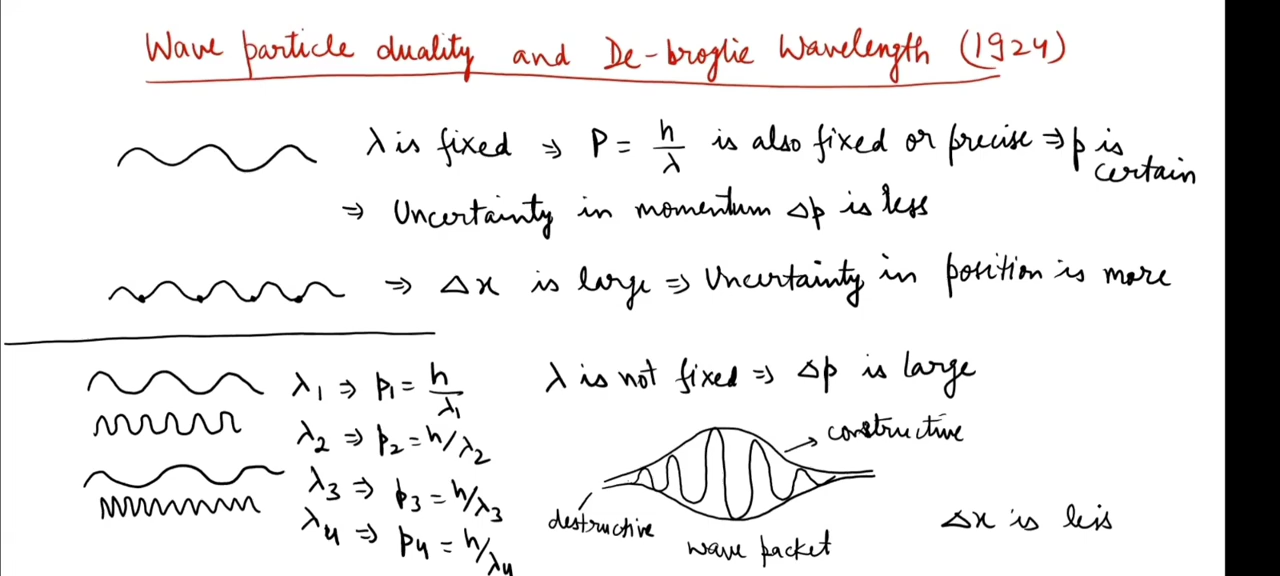 Wave particle duality and De-broglie Wavelength (1924)
λ is fixed ⇒ P = h/λ is also fixed or precise ⇒ p is certain
⇒ Uncertainty in momentum Δp is less
⇒ Δx is large ⇒ Uncertainty in position is more
λ1 ⇒ p1 = h/λ1
λ2 ⇒ p2 = h/λ2
λ3 ⇒ p3 = h/λ3
λ4 ⇒ p4 = h/λ4
λ is not fixed ⇒ Δp is large
→ constructive
destructive
wave packet
Δx is less